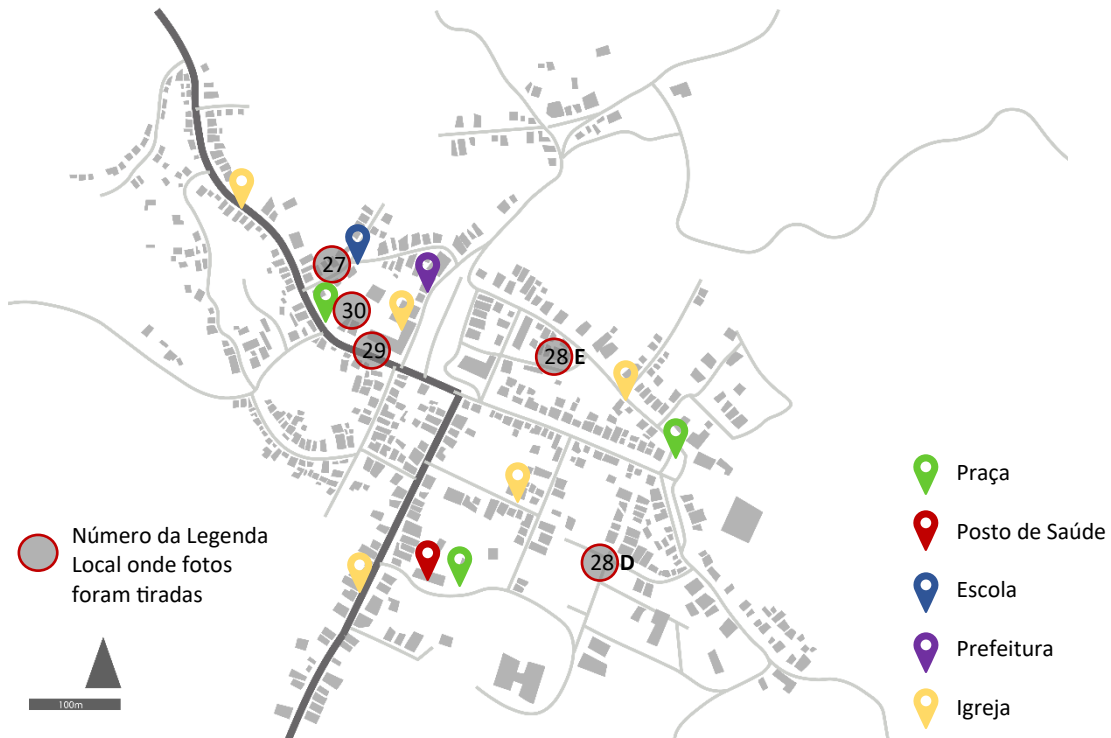 27
30
29
28 E
28 D
Praça
Posto de Saúde
Escola
Prefeitura
Igreja
Número da Legenda
Local onde fotos
foram tiradas
100m